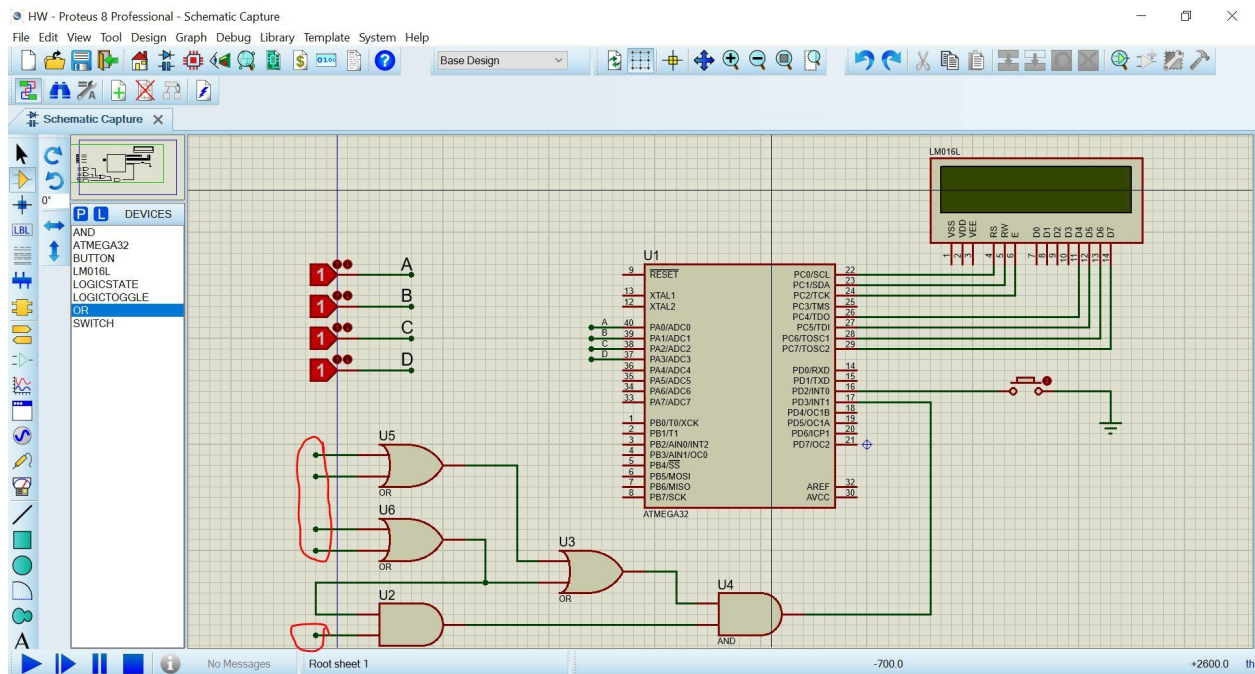 HW - Proteus 8 Professional - Schematic Capture
File Edit View Tool Design Graph Debug Library Template System Help
Base Design
Schematic Capture
0°
P L DEVICES
AND
ATMEGA32
BUTTON
LM016L
LOGICSTATE
LOGICTOGGLE
OR
SWITCH
LBL
A
LM016L
VSS VDD VEE RS RW E D0 D1 D2 D3 D4 D5 D6 D7
1 2 3 4 5 6 7 8 9 10 11 12 13 14
1 A
1 B
1 C
1 D
U1
9 RESET
13 XTAL1
12 XTAL2
A 40 PA0/ADC0
B 39 PA1/ADC1
C 38 PA2/ADC2
D 37 PA3/ADC3
36 PA4/ADC4
35 PA5/ADC5
34 PA6/ADC6
33 PA7/ADC7
1 PB0/T0/XCK
2 PB1/T1
3 PB2/AIN0/INT2
4 PB3/AIN1/OC0
5 PB4/SS
6 PB5/MOSI
7 PB6/MISO
8 PB7/SCK
PC0/SCL 22
PC1/SDA 23
PC2/TCK 24
PC3/TMS 25
PC4/TDO 26
PC5/TDI 27
PC6/TOSC1 28
PC7/TOSC2 29
PD0/RXD 14
PD1/TXD 15
PD2/INT0 16
PD3/INT1 17
PD4/OC1B 18
PD5/OC1A 19
PD6/ICP1 20
PD7/OC2 21
AREF 32
AVCC 30
ATMEGA32
U5
OR
U6
OR
U3
OR
U2
U4
AND
No Messages
Root sheet 1
-700.0
+2600.0 th